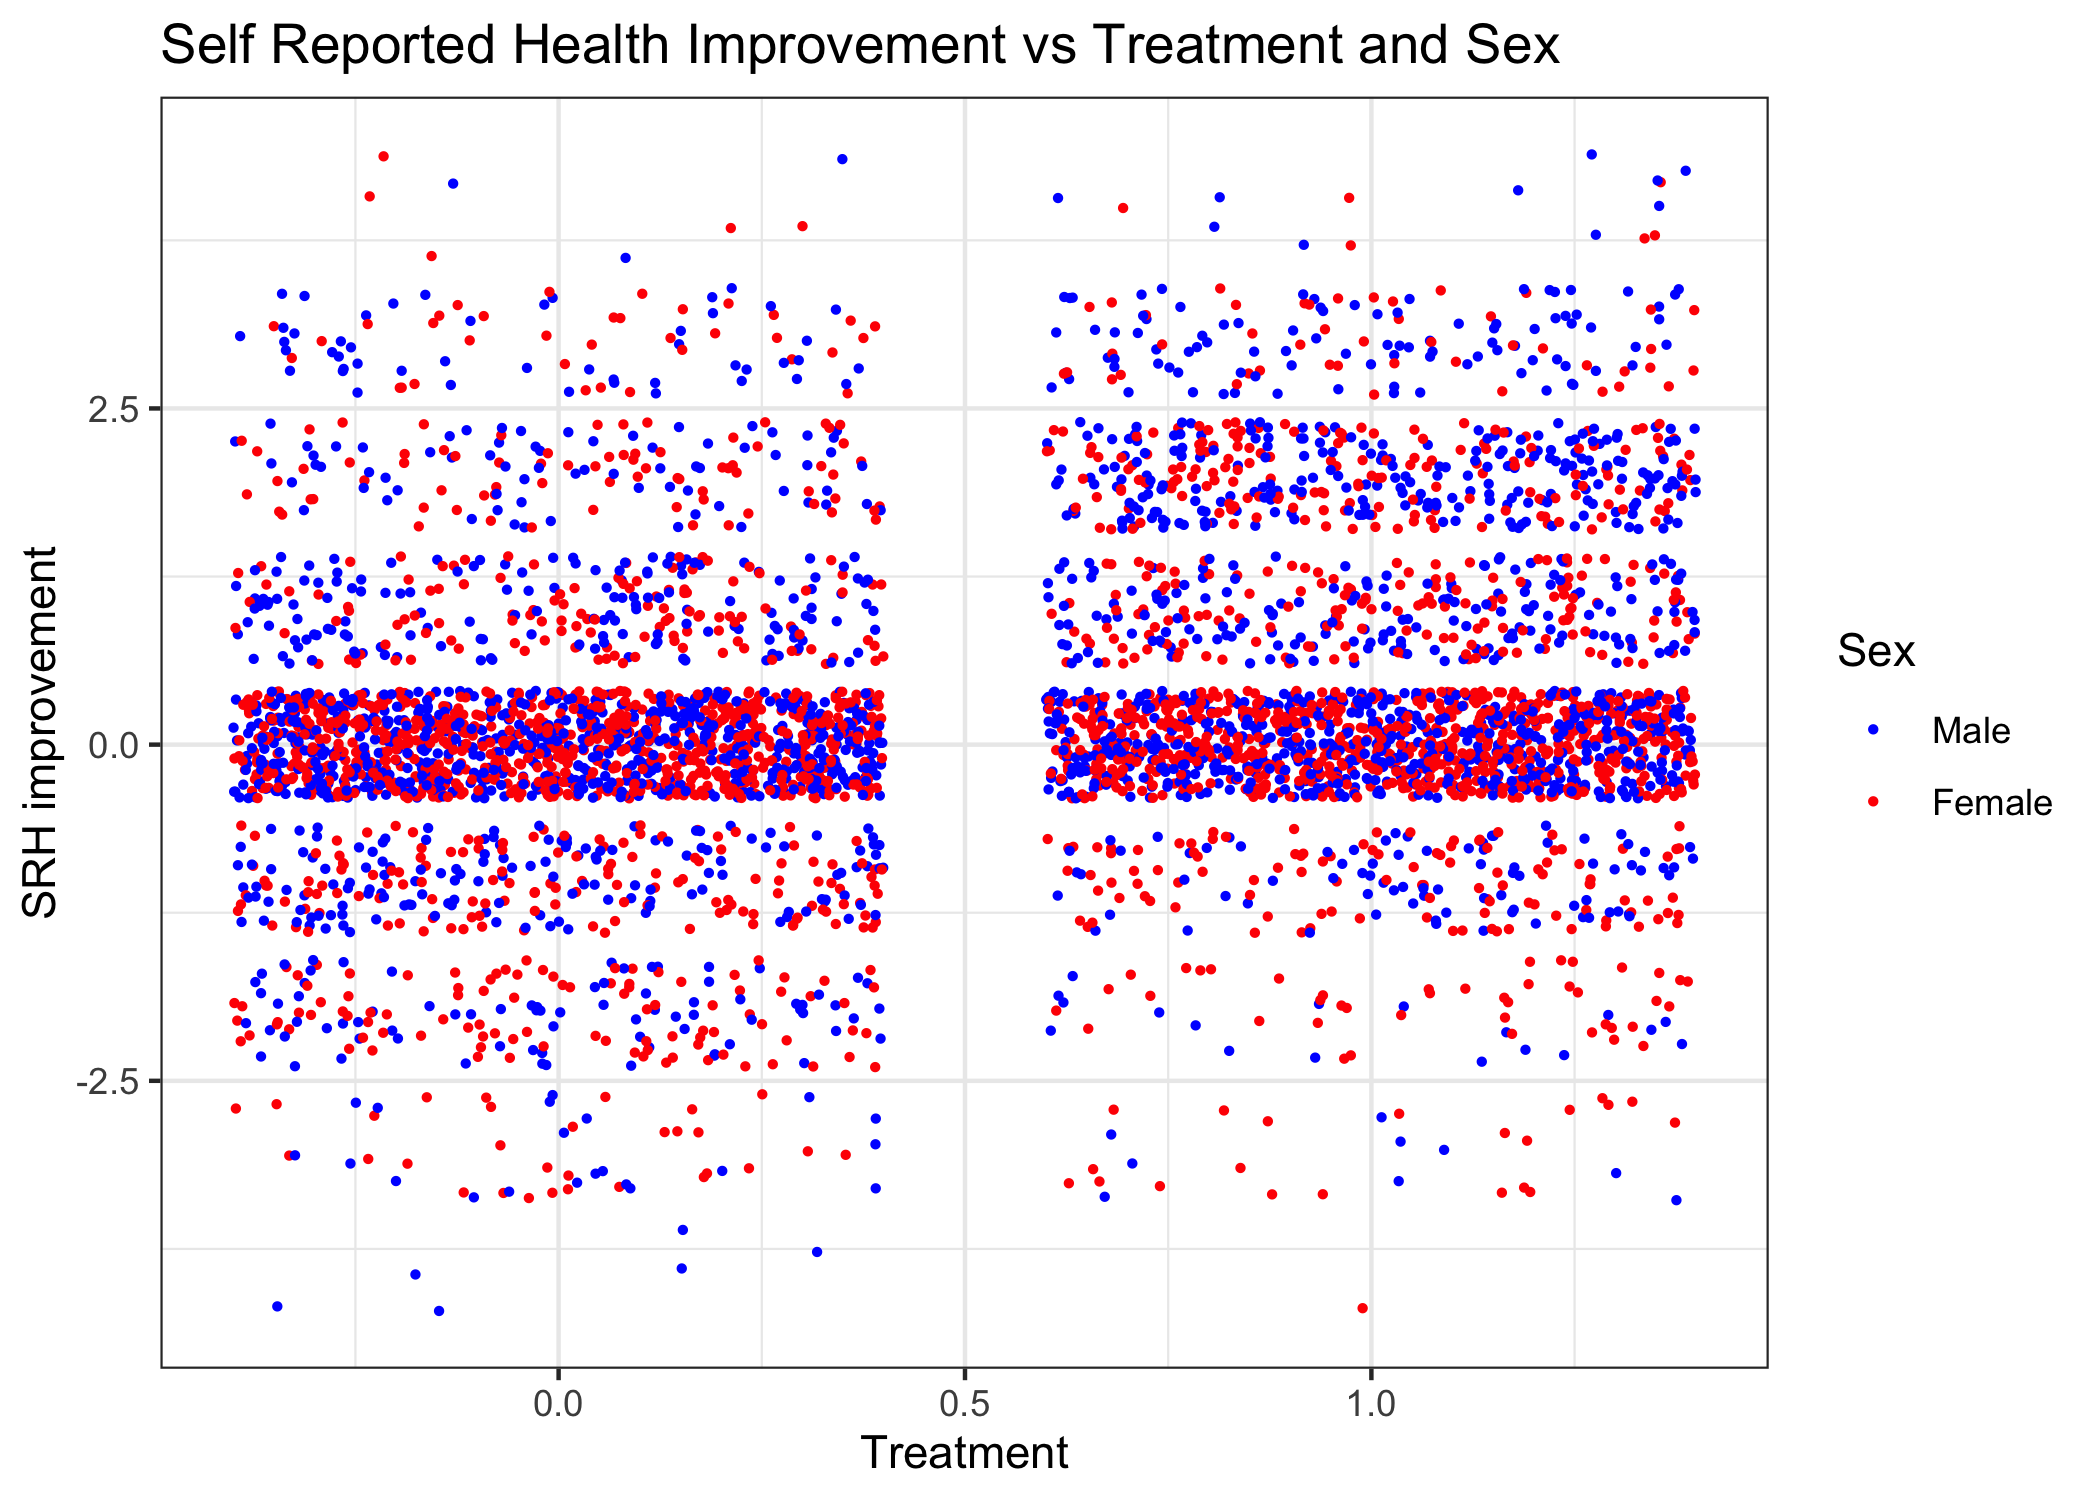 Self Reported Health Improvement vs Treatment and Sex
SRH improvement
2.5
0.0
-2.5
0.0
0.5
1.0
Treatment
Sex
Male
Female